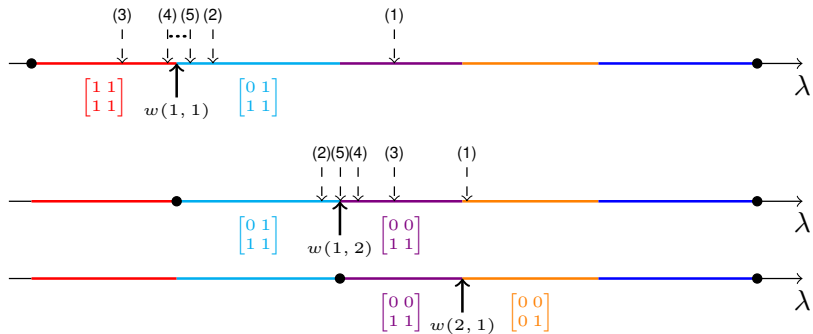 (3) (4) (5) (2) (1)
λ
[1 1
1 1] [0 1
1 1]
w(1, 1)
(2)(5)(4) (3) (1)
λ
[0 1
1 1] [0 0
1 1]
w(1, 2)
λ
[0 0
1 1] [0 0
0 1]
w(2, 1)